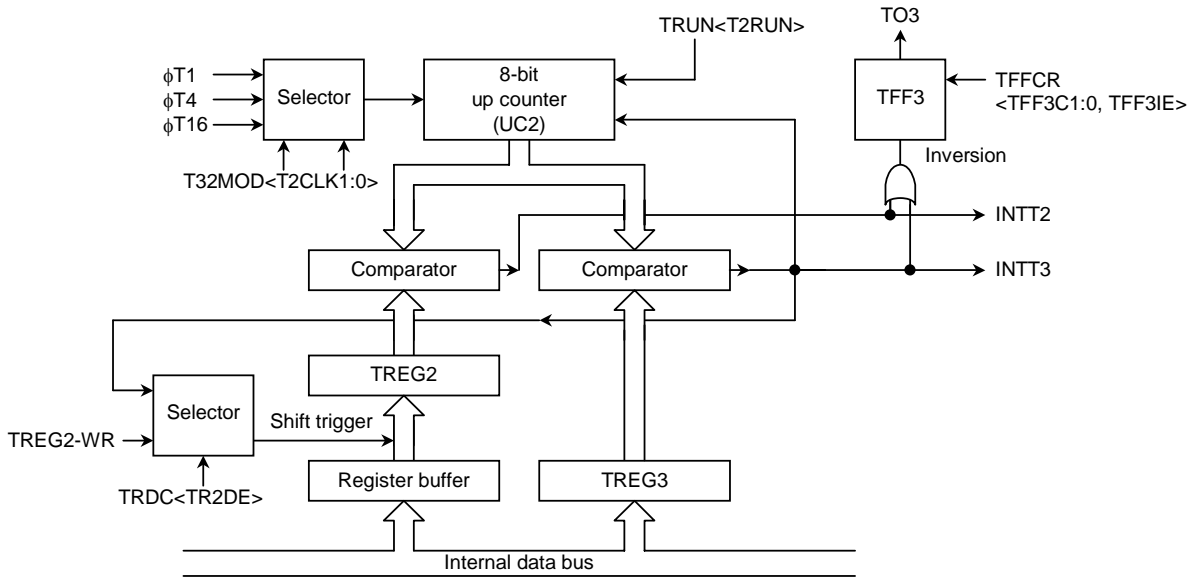 TO3
TRUN<T2RUN>
ϕT1
ϕT4
ϕT16
Selector
8-bit
up counter
(UC2)
TFF3
TFFCR
<TFF3C1:0, TFF3IE>
Inversion
T32MOD<T2CLK1:0>
INTT2
Comparator
Comparator
INTT3
TREG2
Selector
Shift trigger
TREG2-WR
Register buffer
TREG3
TRDC<TR2DE>
Internal data bus